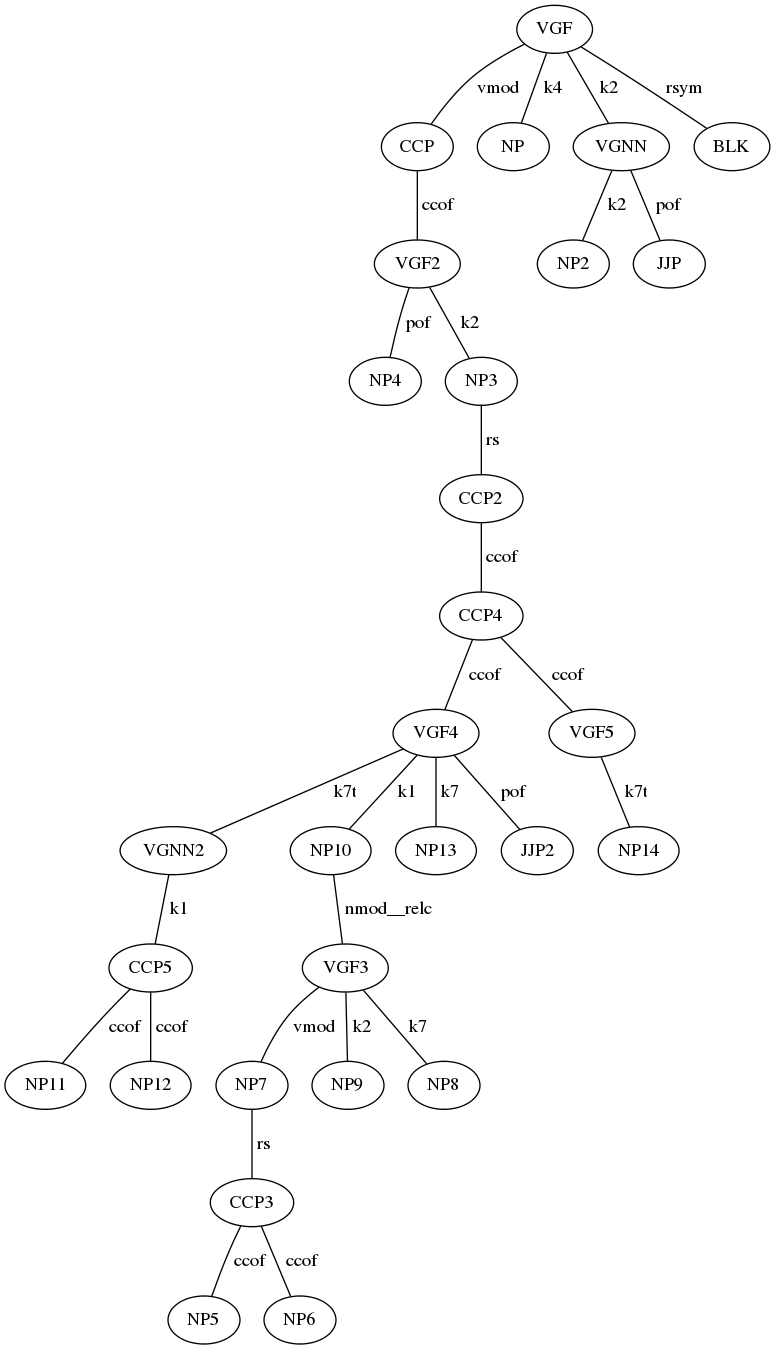 VGF
vmod k4 k2 rsym
CCP NP VGNN BLK
ccof k2 pof
VGF2 NP2 JJP
pof k2
NP4 NP3
rs
CCP2
ccof
CCP4
ccof ccof
VGF4 VGF5
k7t k1 k7 pof k7t
VGNN2 NP10 NP13 JJP2 NP14
k1 nmod__relc
CCP5 VGF3
ccof ccof vmod k2 k7
NP11 NP12 NP7 NP9 NP8
rs
CCP3
ccof ccof
NP5 NP6